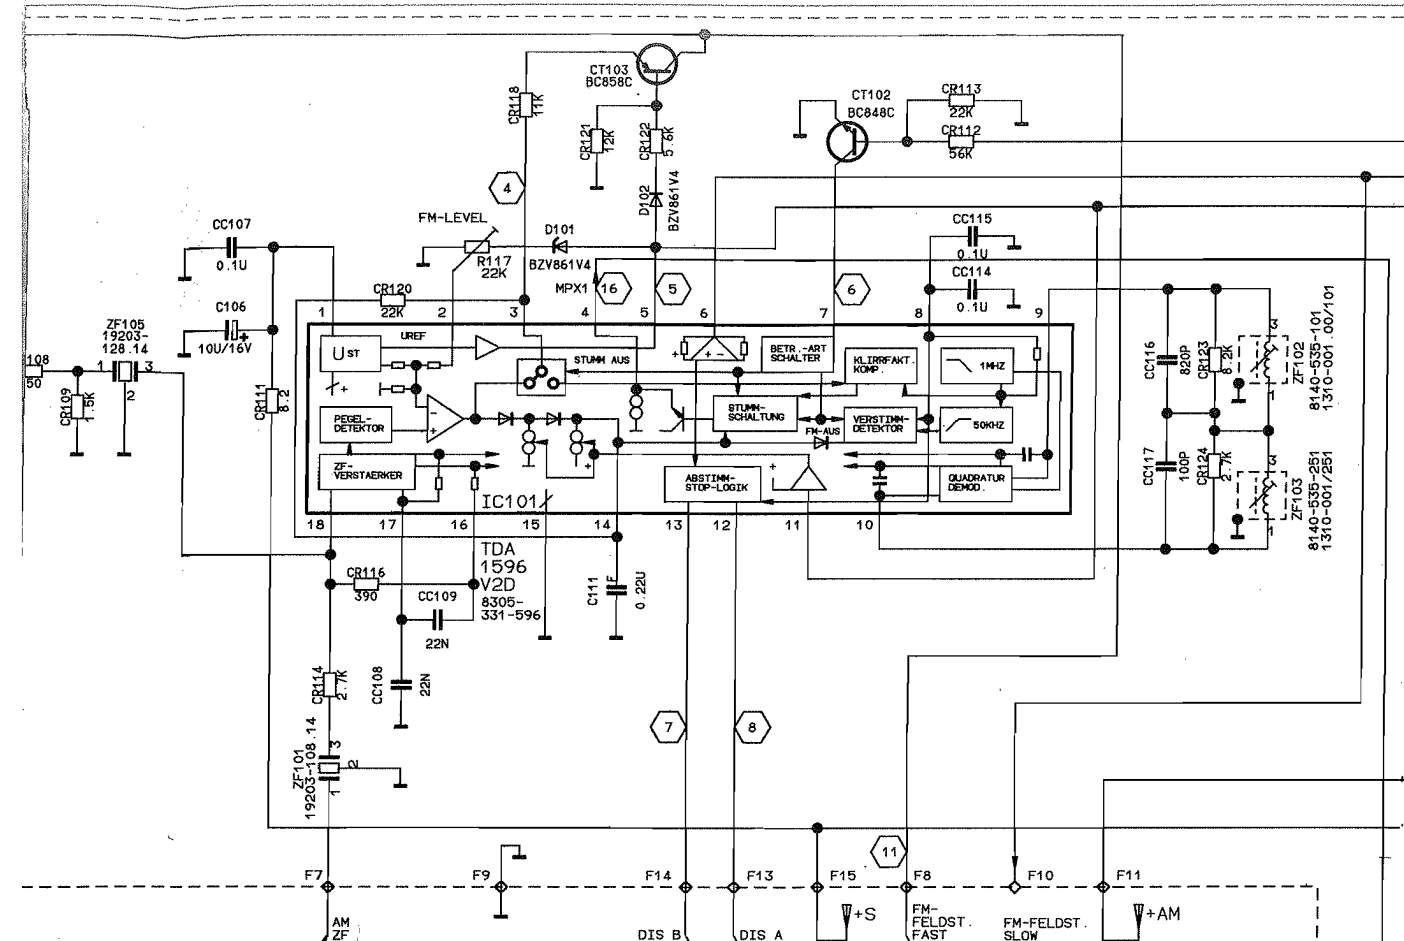 CT103
BC858C
CR118
11K
CR121
12K
CR122
5.6K
CT102
BC848C
CR113
22K
CR112
56K
4
D102
BZV861V4
FM-LEVEL
CC107
0.1U
R117
22K
D101
BZV861V4
CC115
0.1U
CC114
0.1U
MPX1
16
5
6
CR120
22K
C106
10U/16V
ZF105
19203-
128.14
1
2
3
4
5
6
7
8
9
108
50
CR109
1.5K
1
3
2
CR111
8.2
UREF
UST
STUMM AUS
BETR.-ART
SCHALTER
KLIRRFAKT.
KOMP.
1MHZ
PEGEL-
DETEKTOR
STUMM-
SCHALTUNG
FM-AUS
VERSTIMM-
DETEKTOR
50KHZ
ZF-
VERSTAERKER
ABSTIMM-
STOP-LOGIK
QUADRATUR
DEMOD.
IC101
18
17
16
15
14
13
12
11
10
CC116
820P
CR123
8.2K
3
1
ZF102
8140-535-101
1310-001.00/101
CC117
100P
CR124
2.7K
3
1
ZF103
8140-535-251
1310-001/251
TDA
1596
V2D
8305-
331-596
CR116
390
CC109
22N
C111
0.22U
CR114
2.7K
CC108
22N
ZF101
19203-108.14
3
2
1
7
8
11
F7
F9
F14
F13
F15
F8
F10
F11
AM
ZF
DIS B
DIS A
+S
FM-
FELDST.
FAST
FM-FELDST.
SLOW
+AM